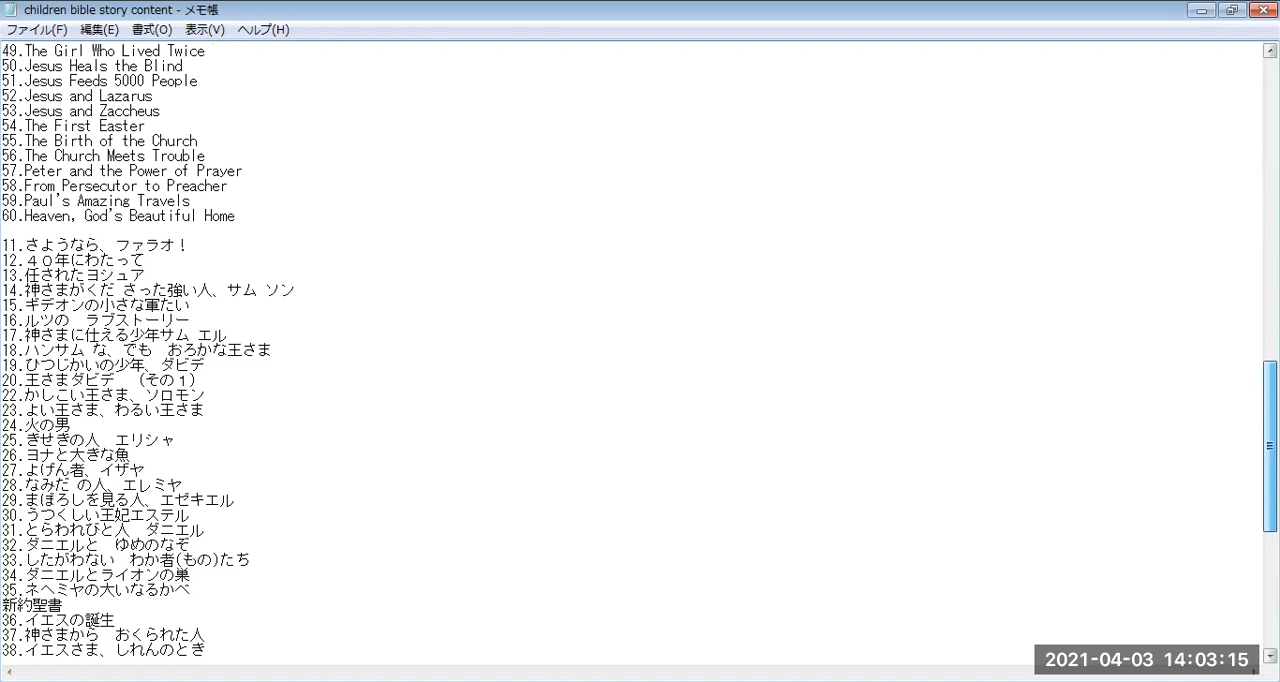 children bible story content - メモ帳
ファイル(F) 編集(E) 書式(O) 表示(V) ヘルプ(H)
49.The Girl Who Lived Twice
50.Jesus Heals the Blind
51.Jesus Feeds 5000 People
52.Jesus and Lazarus
53.Jesus and Zaccheus
54.The First Easter
55.The Birth of the Church
56.The Church Meets Trouble
57.Peter and the Power of Prayer
58.From Persecutor to Preacher
59.Paul's Amazing Travels
60.Heaven, God's Beautiful Home
11.さようなら、ファラオ！
12.４０年にわたって
13.任されたヨシュア
14.神さまがくだ さった強い人、サム ソン
15.ギデオンの小さな軍たい
16.ルツの　ラブストーリー
17.神さまに仕える少年サム エル
18.ハンサム な、でも　おろかな王さま
19.ひつじかいの少年、ダビデ
20.王さまダビデ　（その１）
22.かしこい王さま、ソロモン
23.よい王さま、わるい王さま
24.火の男
25.きせきの人　エリシャ
26.ヨナと大きな魚
27.よげん者、イザヤ
28.なみだ の人、エレミヤ
29.まぼろしを見る人、エゼキエル
30.うつくしい王妃エステル
31.とらわれびと人　ダニエル
32.ダニエルと　ゆめのなぞ
33.したがわない　わか者(もの)たち
34.ダニエルとライオンの巣
35.ネヘミヤの大いなるかべ
新約聖書
36.イエスの誕生
37.神さまから　おくられた人
38.イエスさま、しれんのとき
2021-04-03 14:03:15